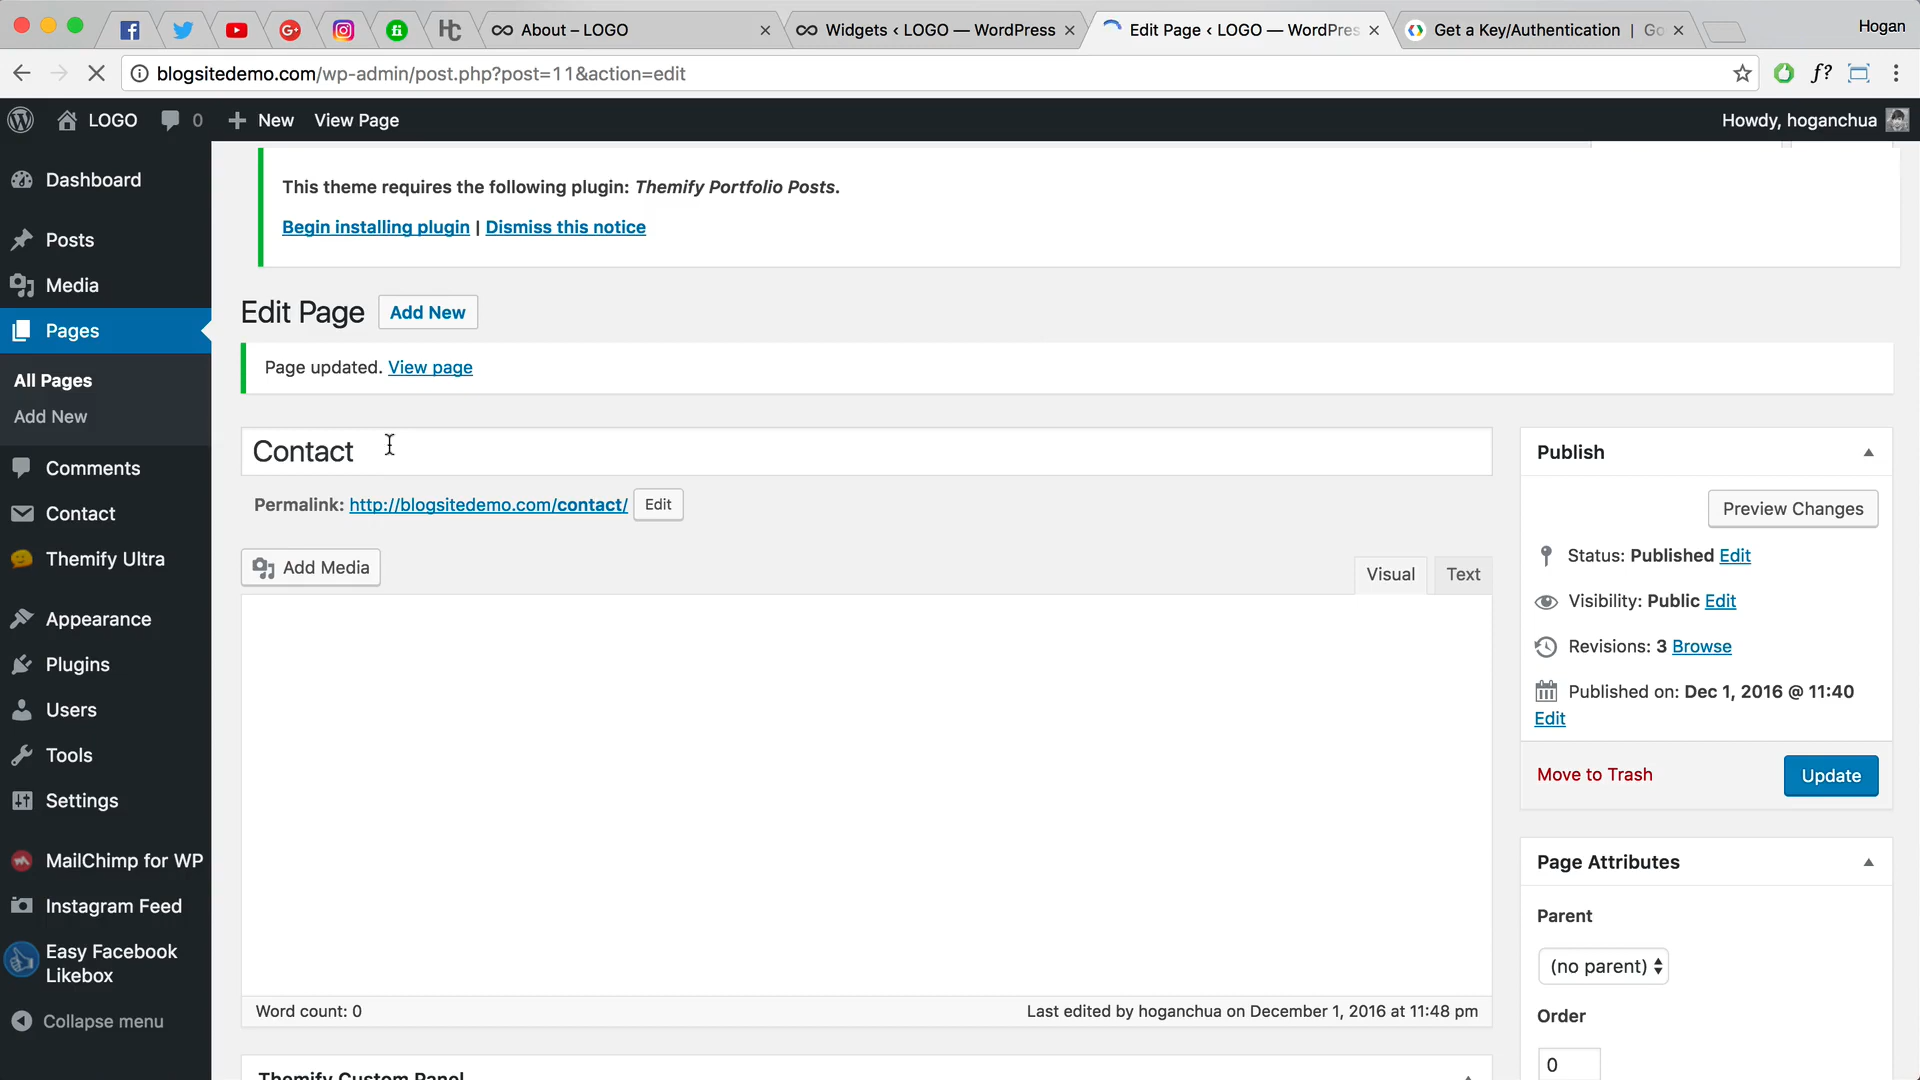 About – LOGO
Widgets ‹ LOGO — WordPress
Edit Page ‹ LOGO — WordPres
Get a Key/Authentication | Go
Hogan
blogsitedemo.com/wp-admin/post.php?post=11&action=edit
f?
LOGO
0
New
View Page
Howdy, hoganchua
Dashboard
Posts
Media
Pages
All Pages
Add New
Comments
Contact
Themify Ultra
Appearance
Plugins
Users
Tools
Settings
MailChimp for WP
Instagram Feed
Easy Facebook
Likebox
Collapse menu
This theme requires the following plugin: Themify Portfolio Posts.
Begin installing plugin | Dismiss this notice
Edit Page
Add New
Page updated. View page
Contact
Permalink: http://blogsitedemo.com/contact/
Edit
Add Media
Visual
Text
Word count: 0
Last edited by hoganchua on December 1, 2016 at 11:48 pm
Themify Custom Panel
Publish
Preview Changes
Status: Published Edit
Visibility: Public Edit
Revisions: 3 Browse
Published on: Dec 1, 2016 @ 11:40
Edit
Move to Trash
Update
Page Attributes
Parent
(no parent)
Order
0